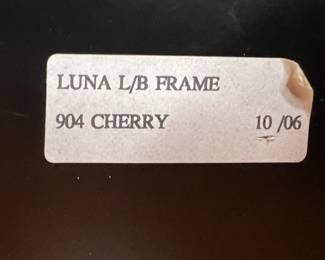 LUNA L/B FRAME
904 CHERRY 10 /06